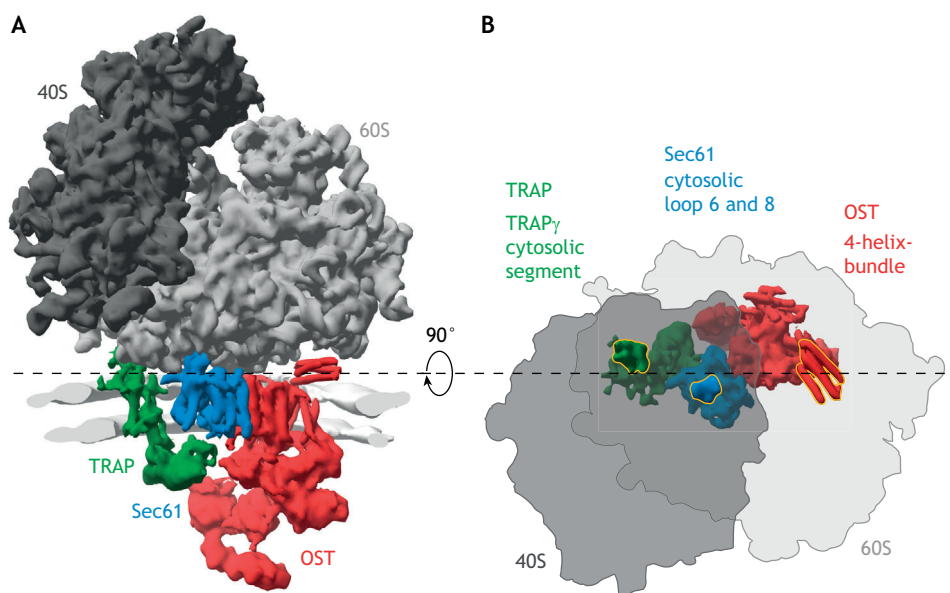 A
40S
60S
TRAP
Sec61
OST
90°
B
TRAP
TRAPγ
cytosolic
segment
Sec61
cytosolic
loop 6 and 8
OST
4-helix-
bundle
40S
60S